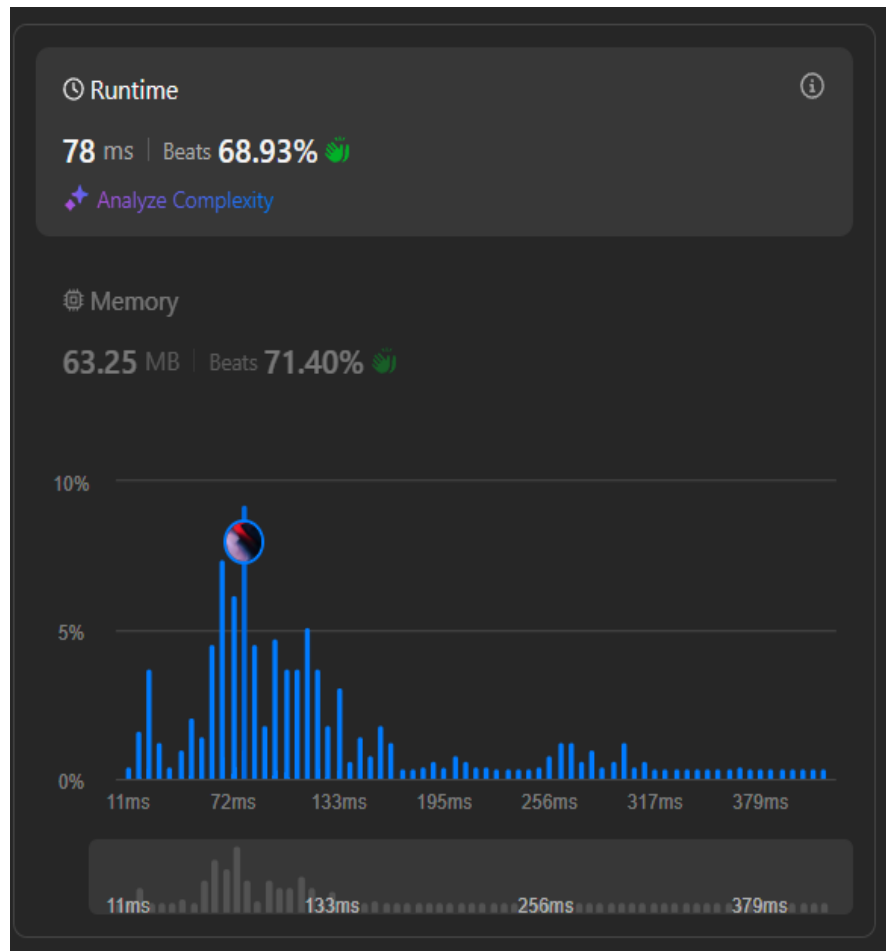 Runtime
78 ms | Beats 68.93%
Analyze Complexity
Memory
63.25 MB | Beats 71.40%
10%
5%
0%
11ms 72ms 133ms 195ms 256ms 317ms 379ms
11ms 133ms 256ms 379ms